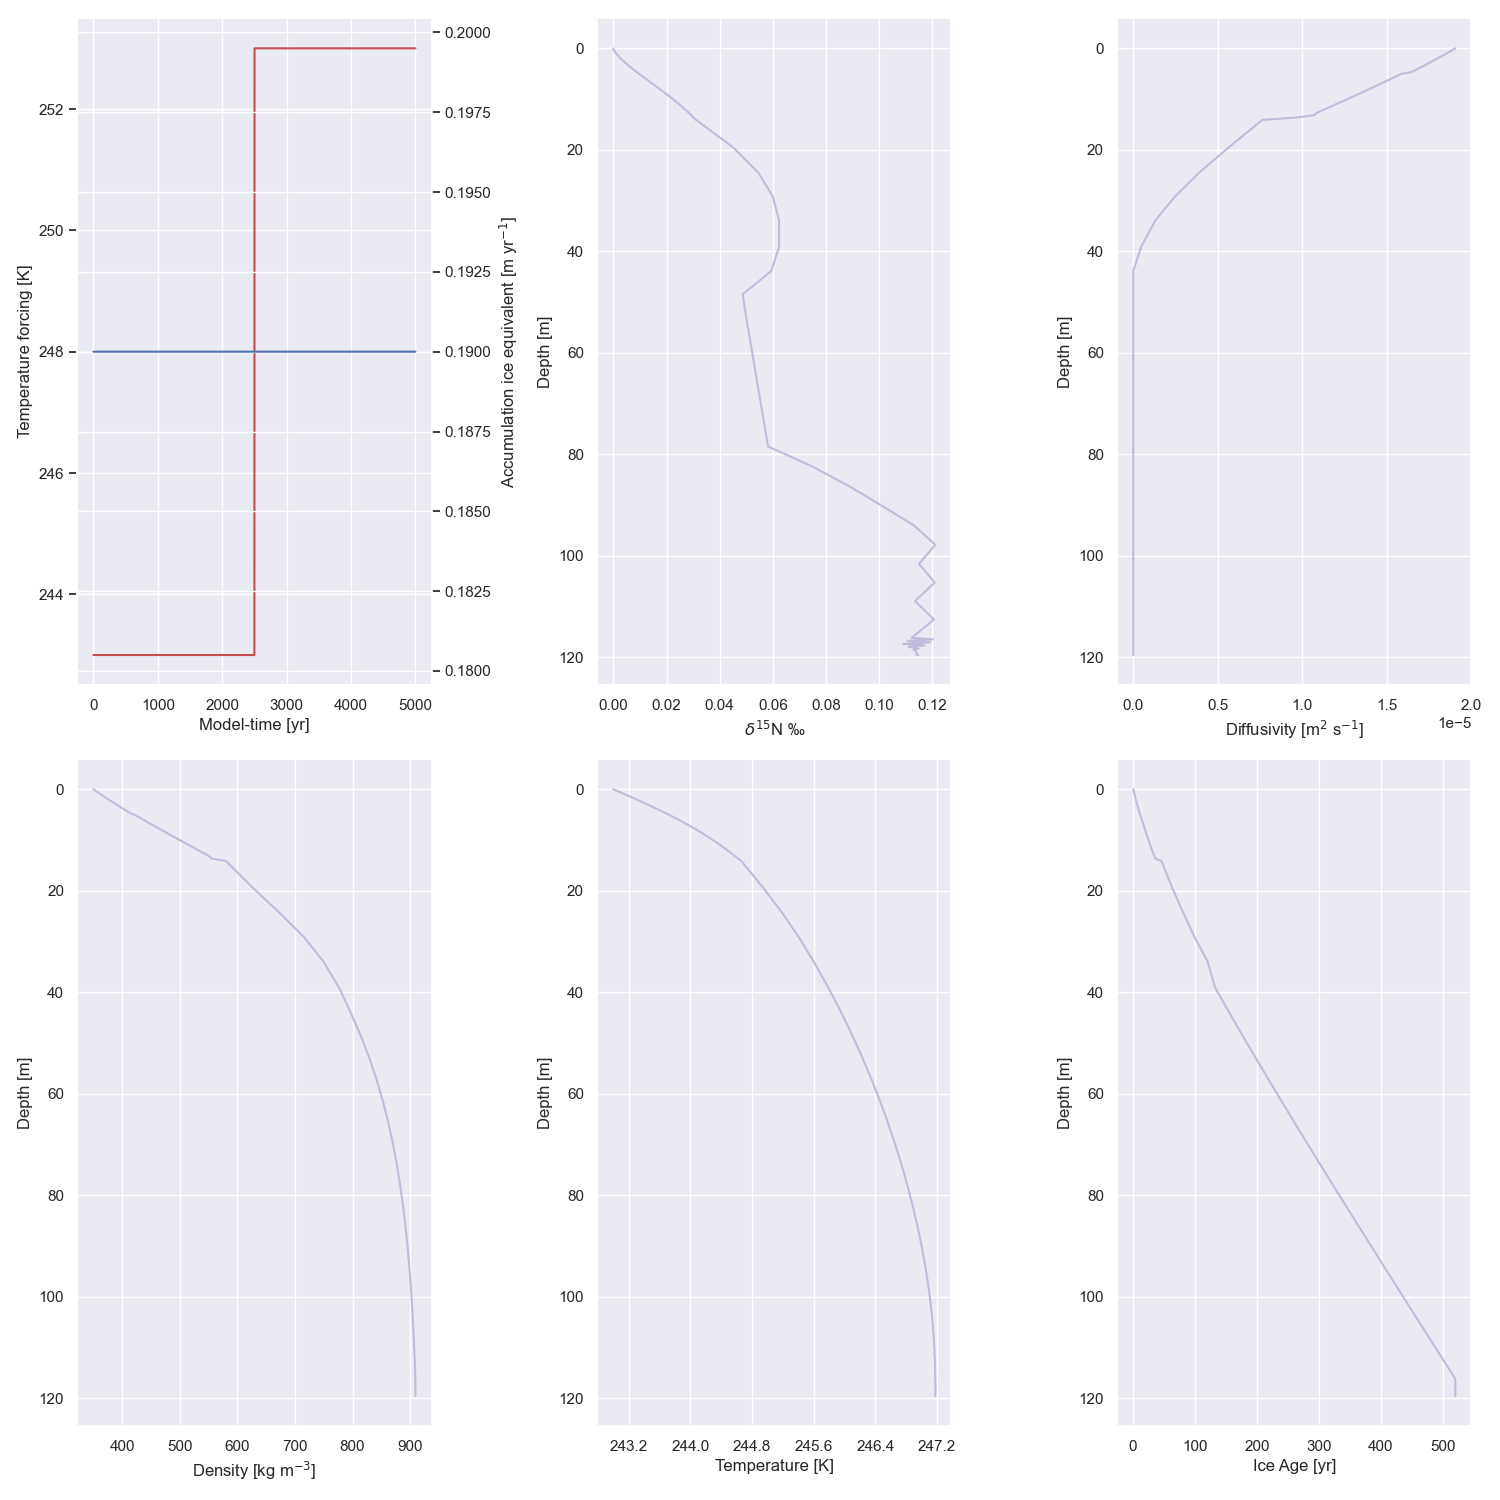 252
250
248
246
244
Temperature forcing [K]
0 1000 2000 3000 4000 5000
Model-time [yr]
0.2000
0.1975
0.1950
0.1925
0.1900
0.1875
0.1850
0.1825
0.1800
Accumulation ice equivalent [m yr⁻¹]
0
20
40
60
80
100
120
Depth [m]
0.00 0.02 0.04 0.06 0.08 0.10 0.12
δ¹⁵N ‰
0
20
40
60
80
100
120
Depth [m]
0.0 0.5 1.0 1.5 2.0
1e−5
Diffusivity [m² s⁻¹]
0
20
40
60
80
100
120
Depth [m]
400 500 600 700 800 900
Density [kg m⁻³]
0
20
40
60
80
100
120
Depth [m]
243.2 244.0 244.8 245.6 246.4 247.2
Temperature [K]
0
20
40
60
80
100
120
Depth [m]
0 100 200 300 400 500
Ice Age [yr]